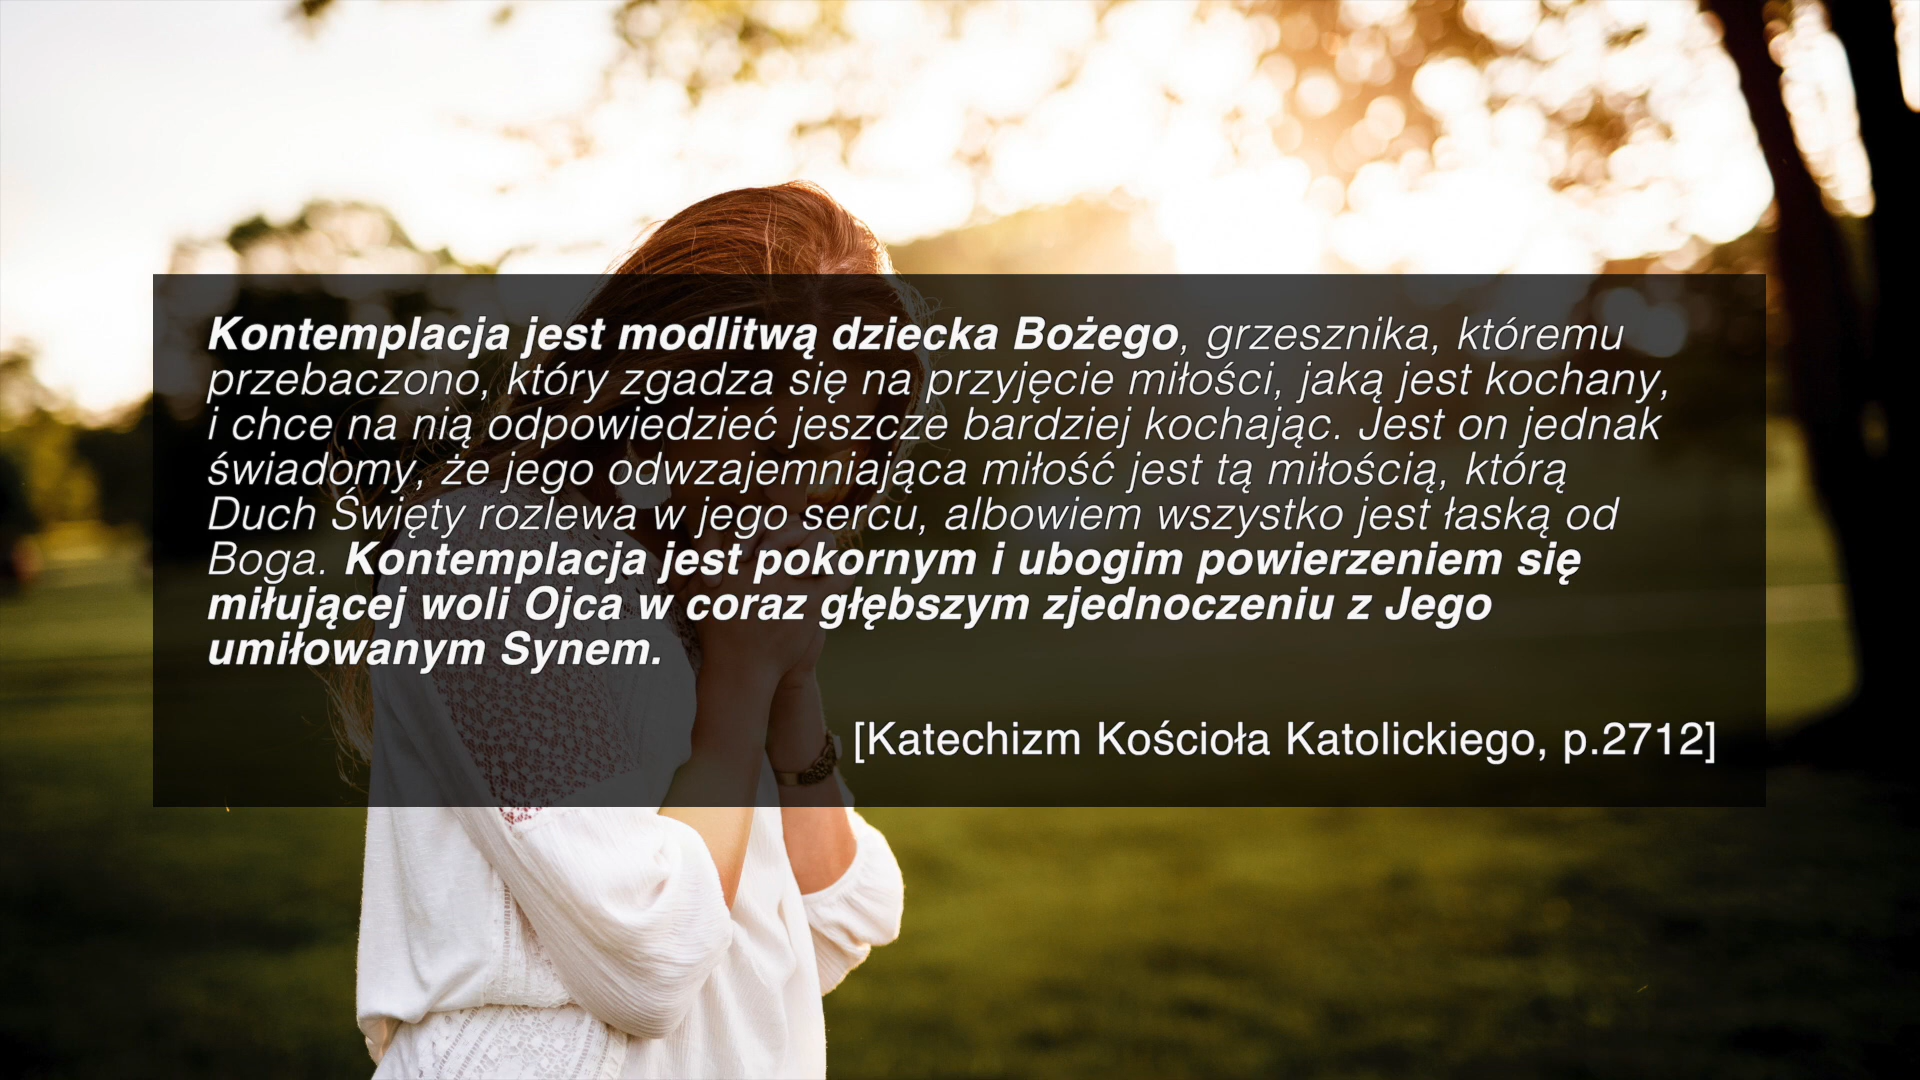 Kontemplacja jest modlitwą dziecka Bożego, grzesznika, któremu
przebaczono, który zgadza się na przyjęcie miłości, jaką jest kochany,
i chce na nią odpowiedzieć jeszcze bardziej kochając. Jest on jednak
świadomy, że jego odwzajemniająca miłość jest tą miłością, którą
Duch Święty rozlewa w jego sercu, albowiem wszystko jest łaską od
Boga. Kontemplacja jest pokornym i ubogim powierzeniem się
miłującej woli Ojca w coraz głębszym zjednoczeniu z Jego
umiłowanym Synem.
[Katechizm Kościoła Katolickiego, p.2712]